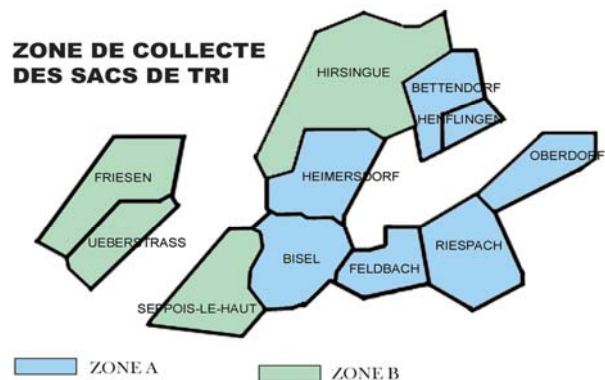 ZONE DE COLLECTE
DES SACS DE TRI
HIRSINGUE
BETTENDORF
HENFLINGEN
OBERDORF
FRIESEN
HEIMERSDORF
UEBERSTRASS
RIESPACH
BISEL
FELDBACH
SEPPOIS-LE-HAUT
ZONE A
ZONE B